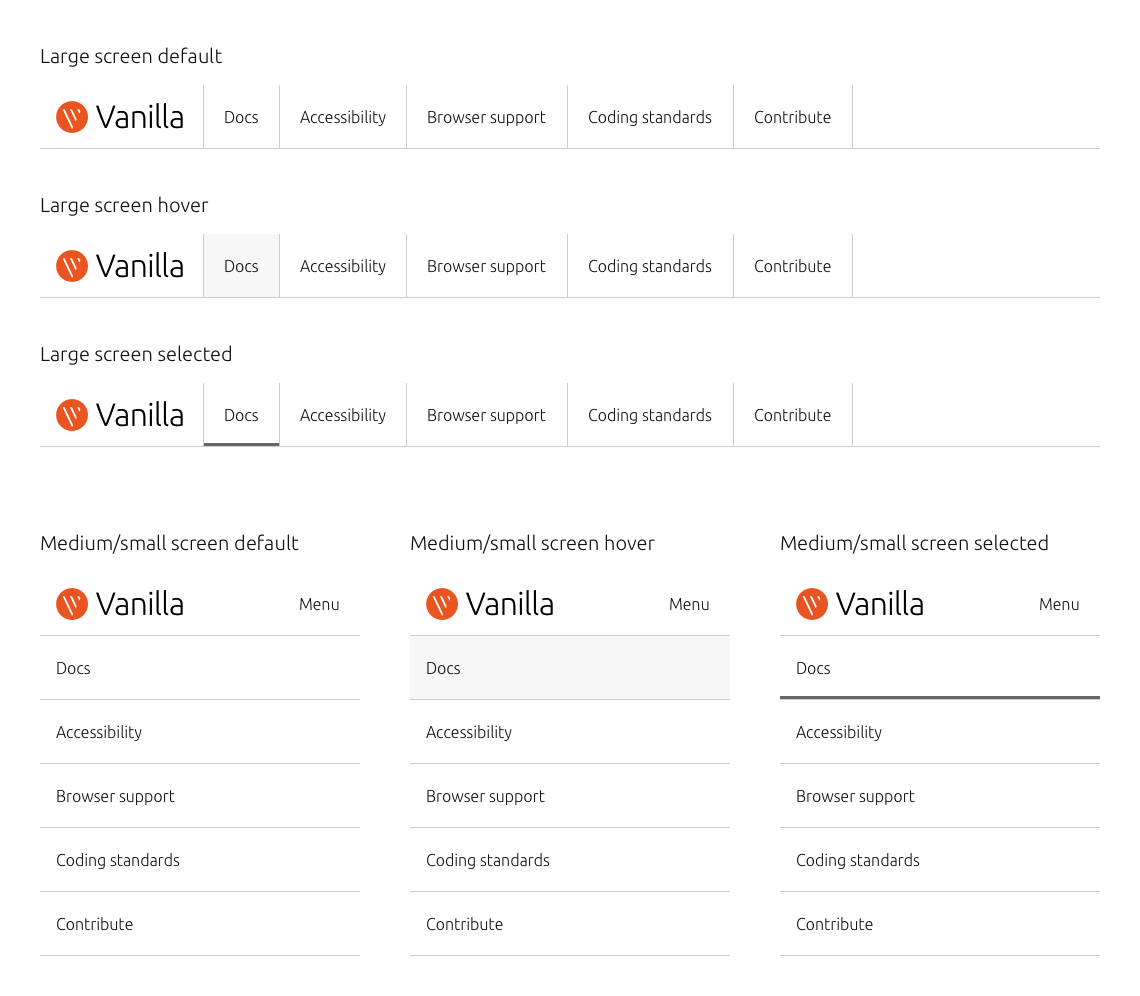 Large screen default
Vanilla Docs Accessibility Browser support Coding standards Contribute
Large screen hover
Vanilla Docs Accessibility Browser support Coding standards Contribute
Large screen selected
Vanilla Docs Accessibility Browser support Coding standards Contribute
Medium/small screen default
Vanilla Menu
Docs
Accessibility
Browser support
Coding standards
Contribute
Medium/small screen hover
Vanilla Menu
Docs
Accessibility
Browser support
Coding standards
Contribute
Medium/small screen selected
Vanilla Menu
Docs
Accessibility
Browser support
Coding standards
Contribute